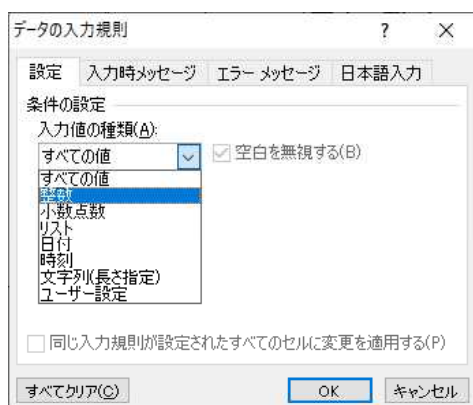 データの入力規則 ? ×
設定 入力時メッセージ エラー メッセージ 日本語入力
条件の設定
入力値の種類(A):
すべての値 空白を無視する(B)
すべての値
整数
小数点数
リスト
日付
時刻
文字列(長さ指定)
ユーザー設定
同じ入力規則が設定されたすべてのセルに変更を適用する(P)
すべてクリア(C) OK キャンセル